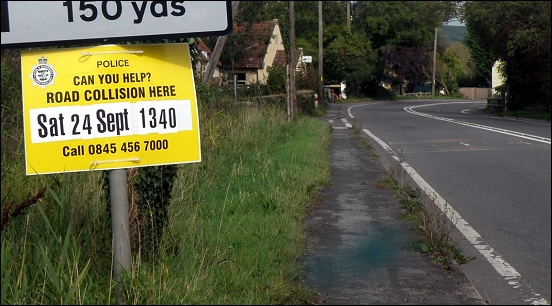 150 yds
POLICE
CAN YOU HELP?
ROAD COLLISION HERE
Sat 24 Sept 1340
Call 0845 456 7000